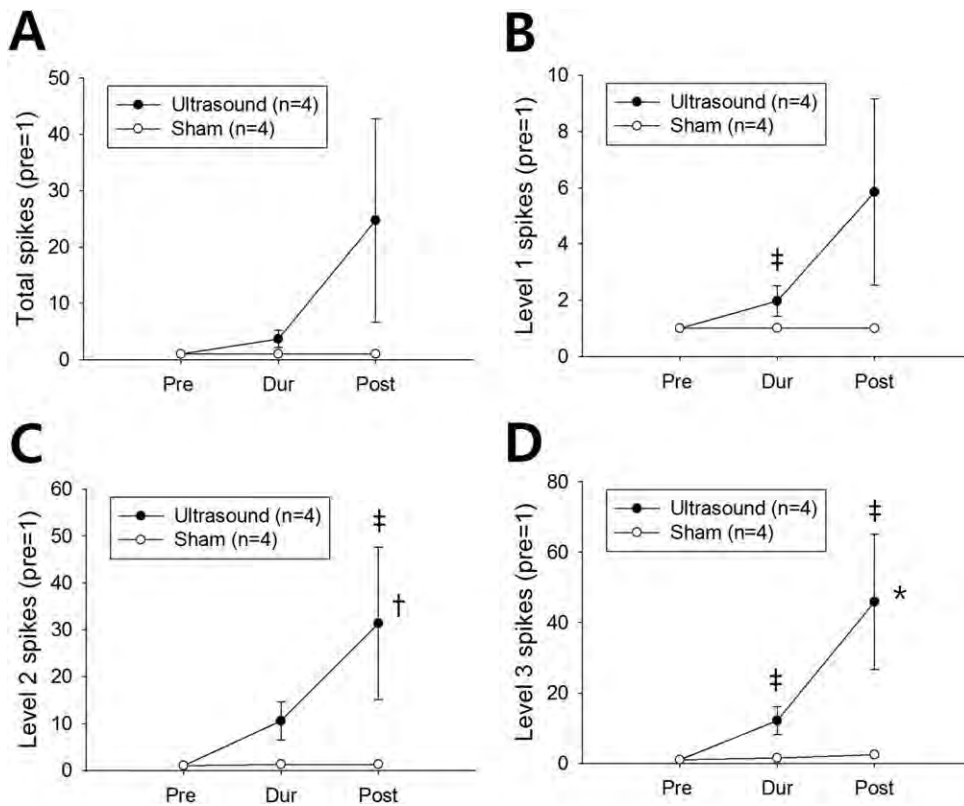 A
Total spikes (pre=1)
50
40
30
20
10
0
Ultrasound (n=4)
Sham (n=4)
Pre Dur Post
B
Level 1 spikes (pre=1)
10
8
6
4
2
0
Ultrasound (n=4)
Sham (n=4)
‡
Pre Dur Post
C
Level 2 spikes (pre=1)
60
50
40
30
20
10
0
Ultrasound (n=4)
Sham (n=4)
‡
†
Pre Dur Post
D
Level 3 spikes (pre=1)
80
60
40
20
0
Ultrasound (n=4)
Sham (n=4)
‡
*
‡
Pre Dur Post